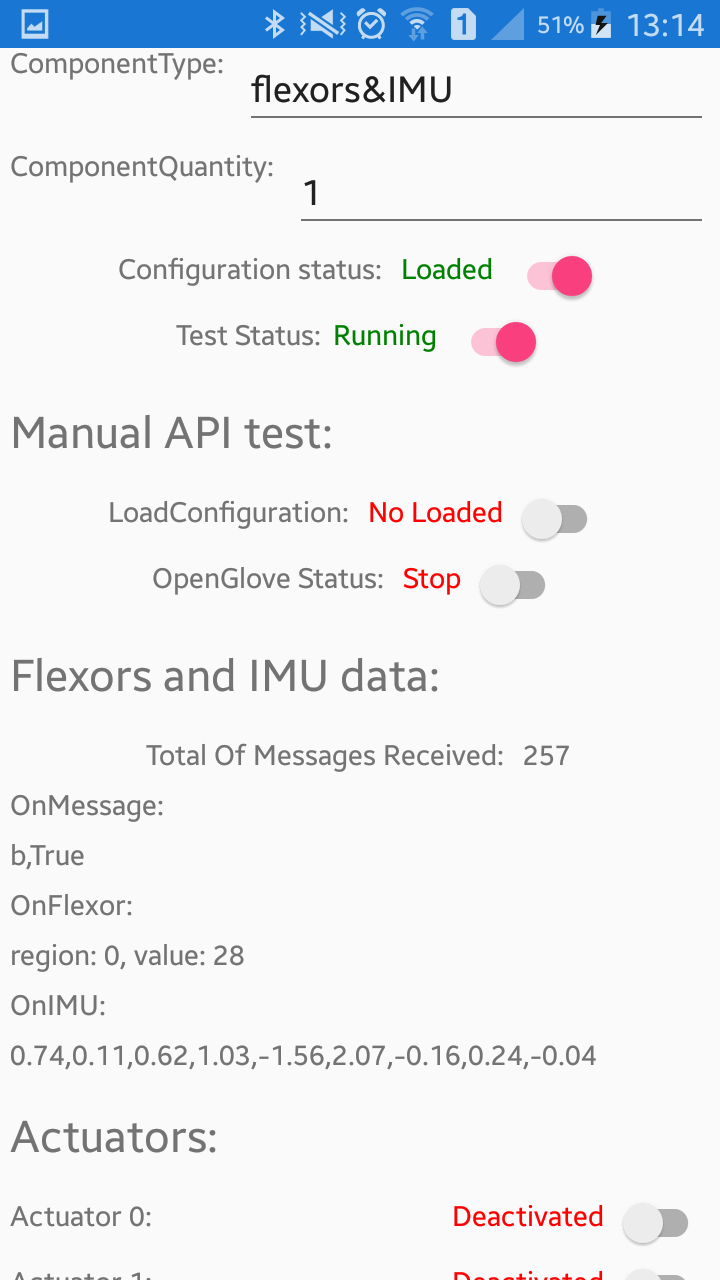 51% 13:14
ComponentType:
flexors&IMU
ComponentQuantity:
1
Configuration status: Loaded
Test Status: Running
Manual API test:
LoadConfiguration: No Loaded
OpenGlove Status: Stop
Flexors and IMU data:
Total Of Messages Received: 257
OnMessage:
b,True
OnFlexor:
region: 0, value: 28
OnIMU:
0.74,0.11,0.62,1.03,-1.56,2.07,-0.16,0.24,-0.04
Actuators:
Actuator 0: Deactivated
Actuator 1: Deactivated